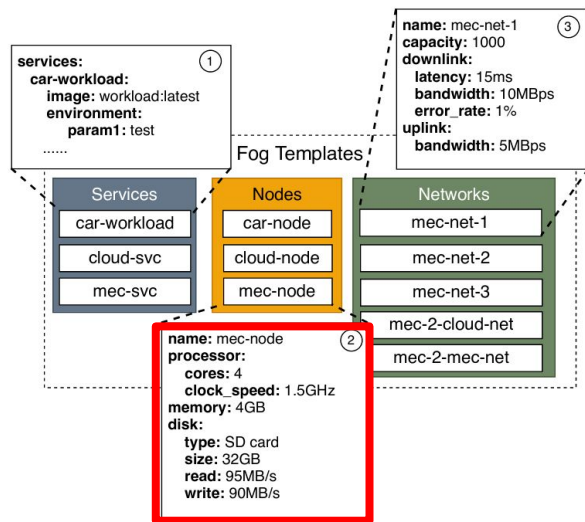 services:
car-workload:
image: workload:latest
environment:
param1: test
......
1
name: mec-net-1
capacity: 1000
downlink:
latency: 15ms
bandwidth: 10MBps
error_rate: 1%
uplink:
bandwidth: 5MBps
3
Fog Templates
Services
car-workload
cloud-svc
mec-svc
Nodes
car-node
cloud-node
mec-node
Networks
mec-net-1
mec-net-2
mec-net-3
mec-2-cloud-net
mec-2-mec-net
name: mec-node
processor:
cores: 4
clock_speed: 1.5GHz
memory: 4GB
disk:
type: SD card
size: 32GB
read: 95MB/s
write: 90MB/s
2